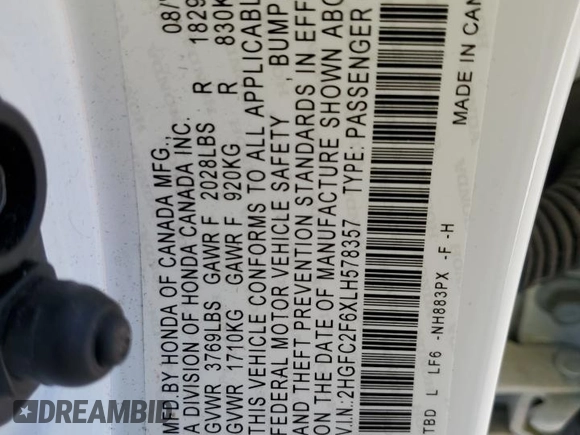 MFD.BY HONDA OF CANADA MFG., 08/
A DIVISION OF HONDA CANADA INC.
GVWR 3769LBS GAWR F 2028LBS R 1829
GVWR 1710KG GAWR F 920KG R 830K
THIS VEHICLE CONFORMS TO ALL APPLICABLE
FEDERAL MOTOR VEHICLE SAFETY, BUMP
AND THEFT PREVENTION STANDARDS IN EFF
ON THE DATE OF MANUFACTURE SHOWN ABO
V.I.N.:2HGFC2F6XLH578357 TYPE: PASSENGER
TBD L LF6 -NH883PX -F -H MADE IN CAN
DREAMBID